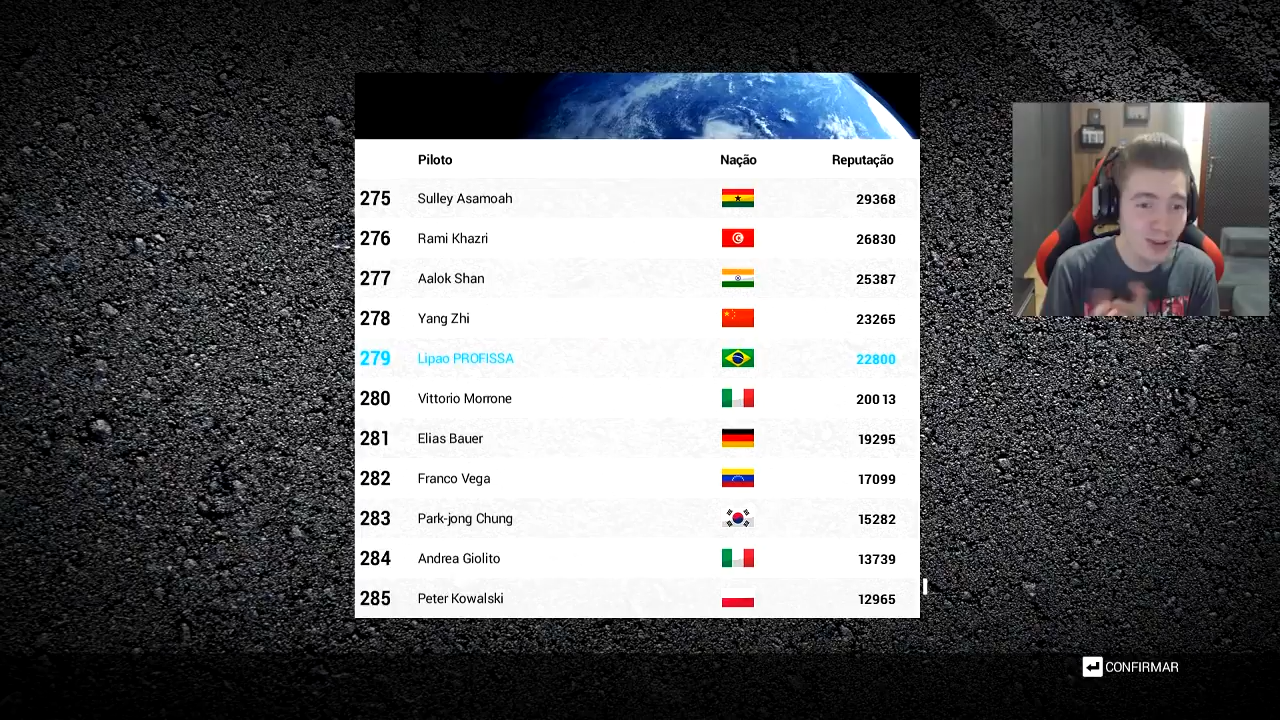 Piloto Nação Reputação
275 Sulley Asamoah 29368
276 Rami Khazri 26830
277 Aalok Shan 25387
278 Yang Zhi 23265
279 Lipao PROFISSA 22800
280 Vittorio Morrone 20013
281 Elias Bauer 19295
282 Franco Vega 17099
283 Park-jong Chung 15282
284 Andrea Giolito 13739
285 Peter Kowalski 12965
CONFIRMAR